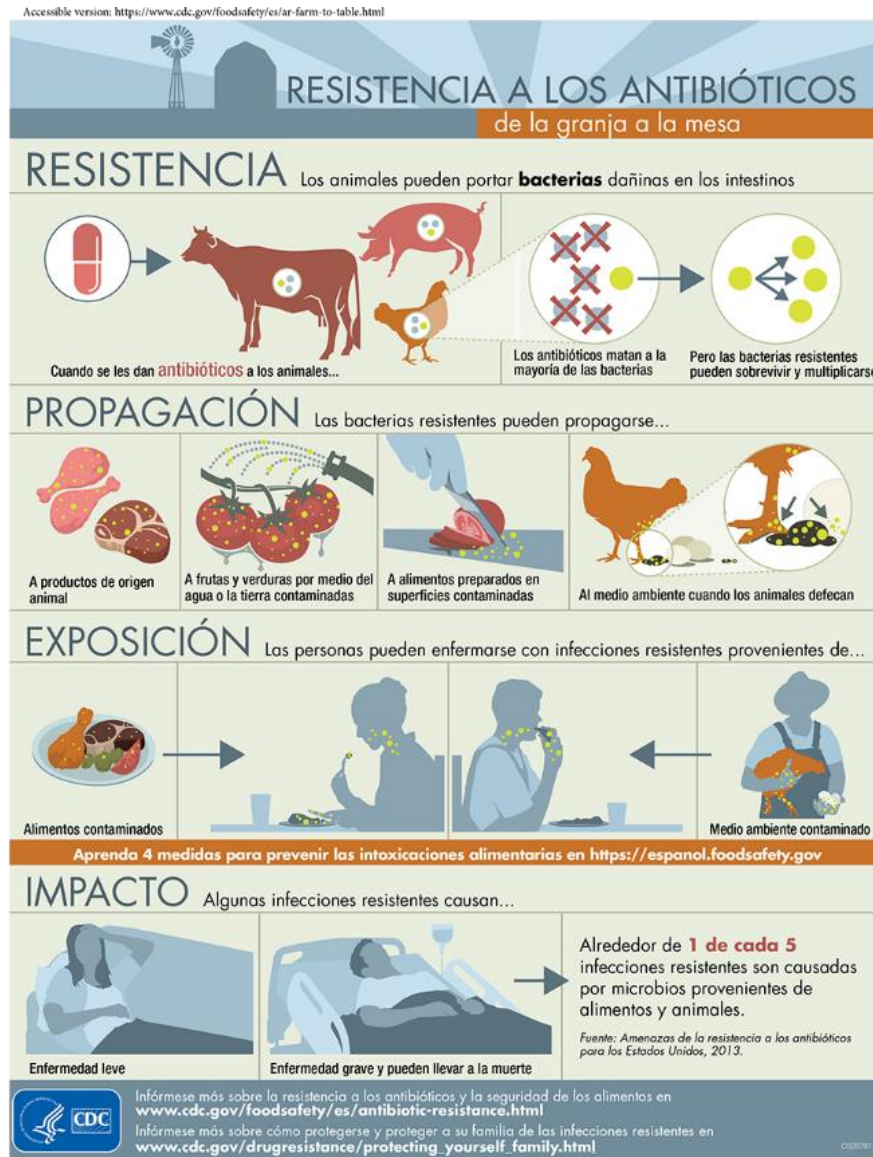 Accessible version: https://www.cdc.gov/foodsafety/es/ar-farm-to-table.html
RESISTENCIA A LOS ANTIBIÓTICOS
de la granja a la mesa
RESISTENCIA Los animales pueden portar bacterias dañinas en los intestinos
Cuando se les dan antibióticos a los animales...
Los antibióticos matan a la
mayoría de las bacterias
Pero las bacterias resistentes
pueden sobrevivir y multiplicarse
PROPAGACIÓN Las bacterias resistentes pueden propagarse...
A productos de origen
animal
A frutas y verduras por medio del
agua o la tierra contaminadas
A alimentos preparados en
superficies contaminadas
Al medio ambiente cuando los animales defecan
EXPOSICIÓN Las personas pueden enfermarse con infecciones resistentes provenientes de...
Alimentos contaminados
Medio ambiente contaminado
Aprenda 4 medidas para prevenir las intoxicaciones alimentarias en https://espanol.foodsafety.gov
IMPACTO Algunas infecciones resistentes causan...
Enfermedad leve
Enfermedad grave y pueden llevar a la muerte
Alrededor de 1 de cada 5
infecciones resistentes son causadas
por microbios provenientes de
alimentos y animales.
Fuente: Amenazas de la resistencia a los antibióticos
para los Estados Unidos, 2013.
CDC
Infórmese más sobre la resistencia a los antibióticos y la seguridad de los alimentos en
www.cdc.gov/foodsafety/es/antibiotic-resistance.html
Infórmese más sobre cómo protegerse y proteger a su familia de las infecciones resistentes en
www.cdc.gov/drugresistance/protecting_yourself_family.html